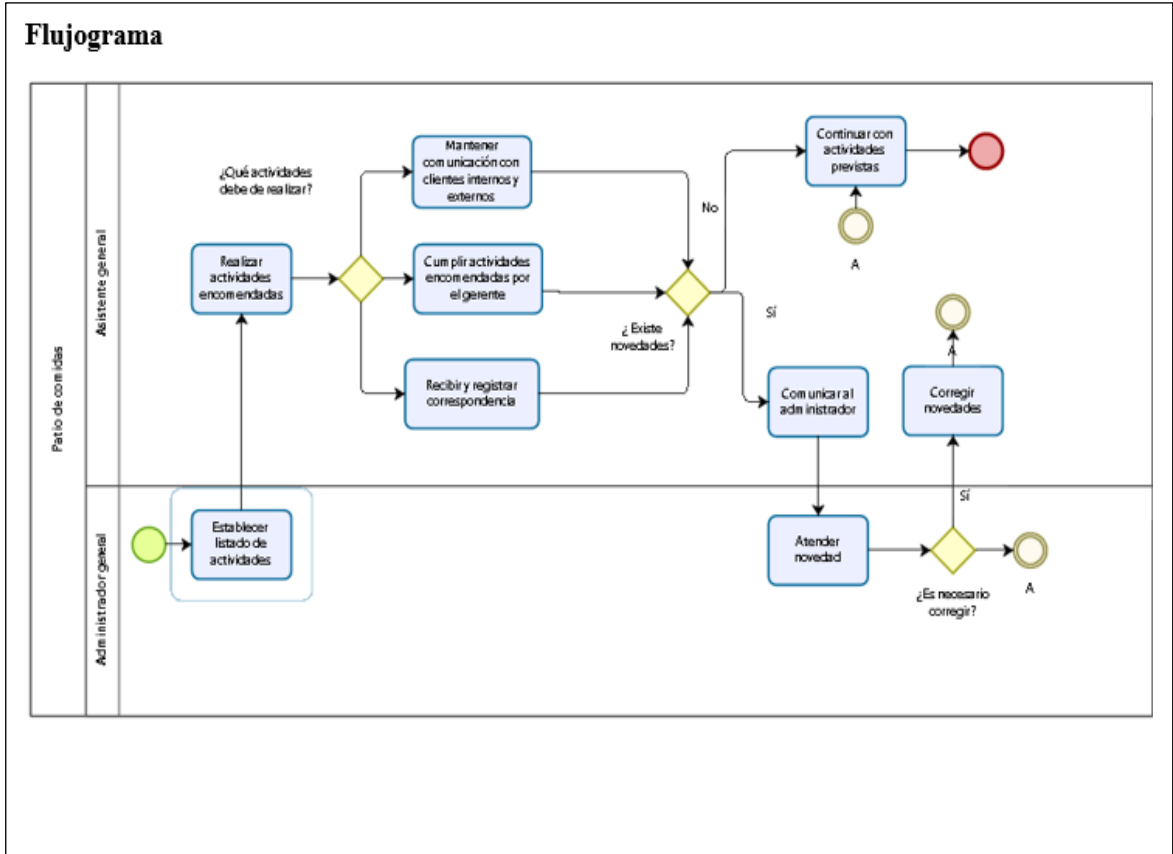 Flujograma
Patio de comidas
Asistente general
¿Qué actividades
debe de realizar?
Mantener
comunicación con
clientes internos y
externos
Continuar con
actividades
previstas
No
A
Realizar
actividades
encomendadas
Cumplir actividades
encomendadas por
el gerente
¿ Existe
novedades?
Sí
A
Recibir y registrar
correspondencia
Comunicar al
administrador
Corregir
novedades
Administrador general
Sí
Establecer
listado de
actividades
Atender
novedad
¿Es necesario
corregir?
A